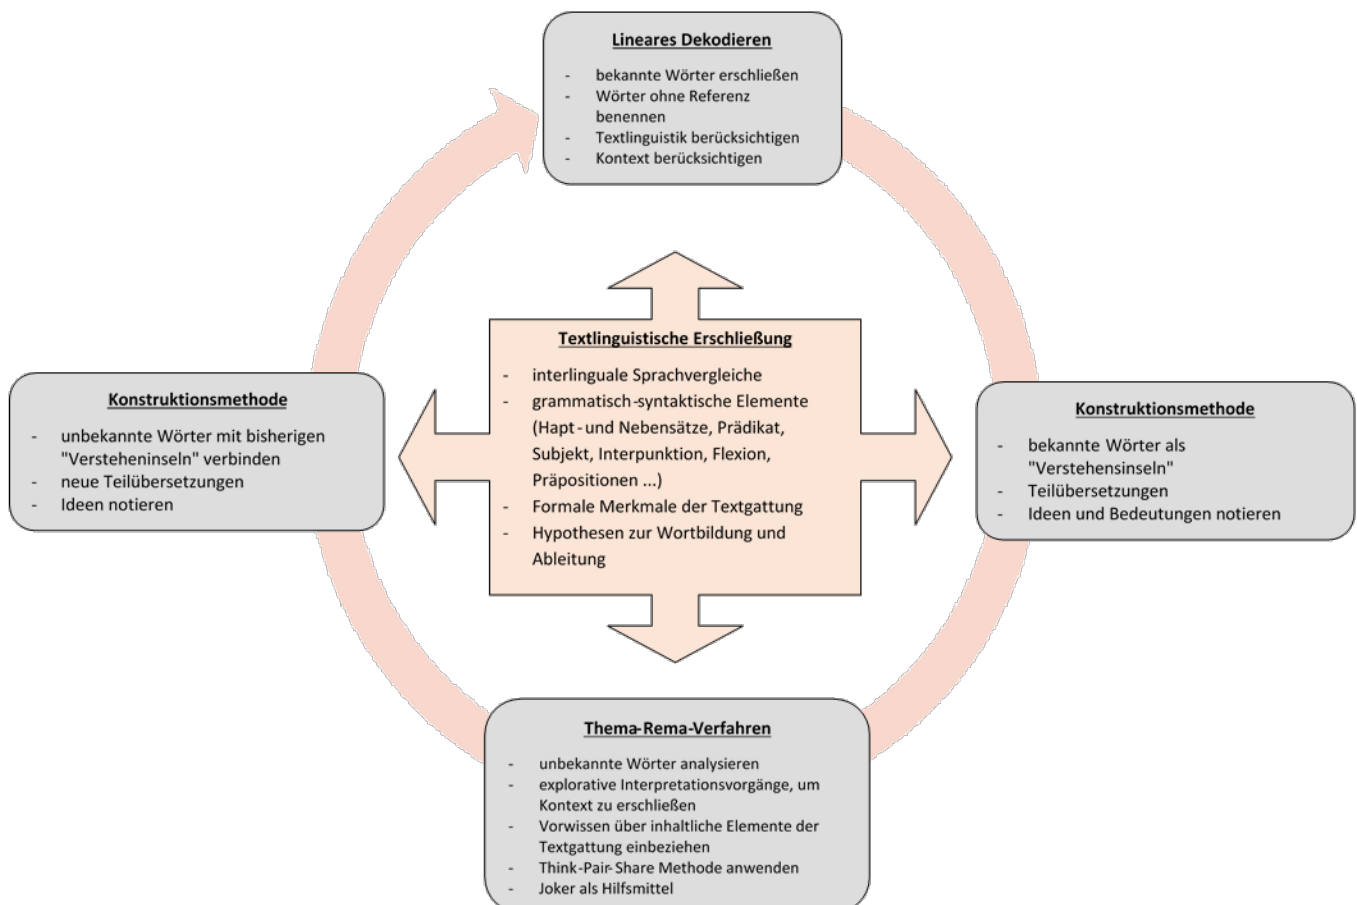 Lineares Dekodieren
- bekannte Wörter erschließen
- Wörter ohne Referenz
benennen
- Textlinguistik berücksichtigen
- Kontext berücksichtigen
Textlinguistische Erschließung
- interlinguale Sprachvergleiche
- grammatisch-syntaktische Elemente
(Hapt-und Nebensätze, Prädikat,
Subjekt, Interpunktion, Flexion,
Präpositionen ...)
- Formale Merkmale der Textgattung
- Hypothesen zur Wortbildung und
Ableitung
Konstruktionsmethode
- unbekannte Wörter mit bisherigen
"Versteheninseln" verbinden
- neue Teilübersetzungen
- Ideen notieren
Konstruktionsmethode
- bekannte Wörter als
"Verstehensinseln"
- Teilübersetzungen
- Ideen und Bedeutungen notieren
Thema-Rema-Verfahren
- unbekannte Wörter analysieren
- explorative Interpretationsvorgänge, um
Kontext zu erschließen
- Vorwissen über inhaltliche Elemente der
Textgattung einbeziehen
- Think-Pair-Share Methode anwenden
- Joker als Hilfsmittel